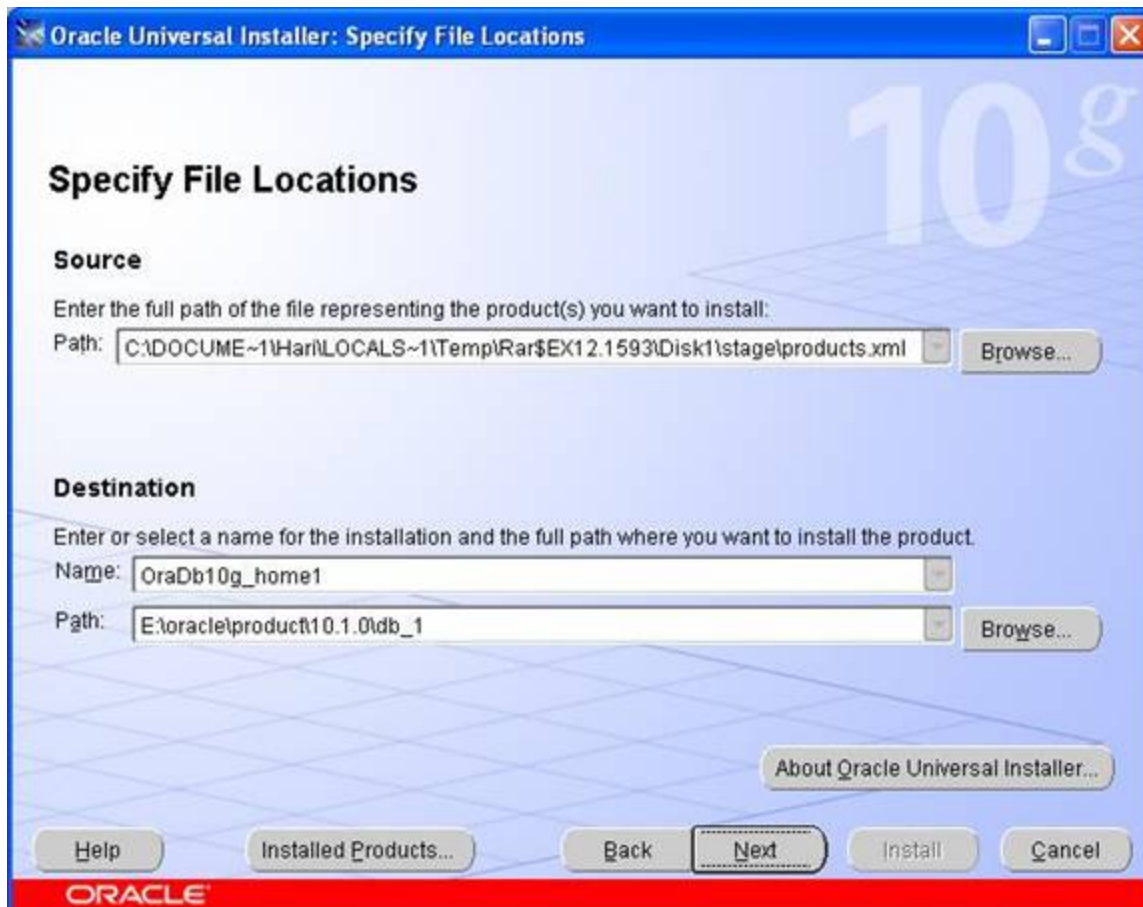 Oracle Universal Installer: Specify File Locations
10g
Specify File Locations
Source
Enter the full path of the file representing the product(s) you want to install:
Path: C:\DOCUME~1\Hari\LOCALS~1\Temp\Rar$EX12.1593\Disk1\stage\products.xml Browse...
Destination
Enter or select a name for the installation and the full path where you want to install the product.
Name: OraDb10g_home1
Path: E:\oracle\product\10.1.0\db_1 Browse...
About Oracle Universal Installer...
Help Installed Products... Back Next Install Cancel
ORACLE